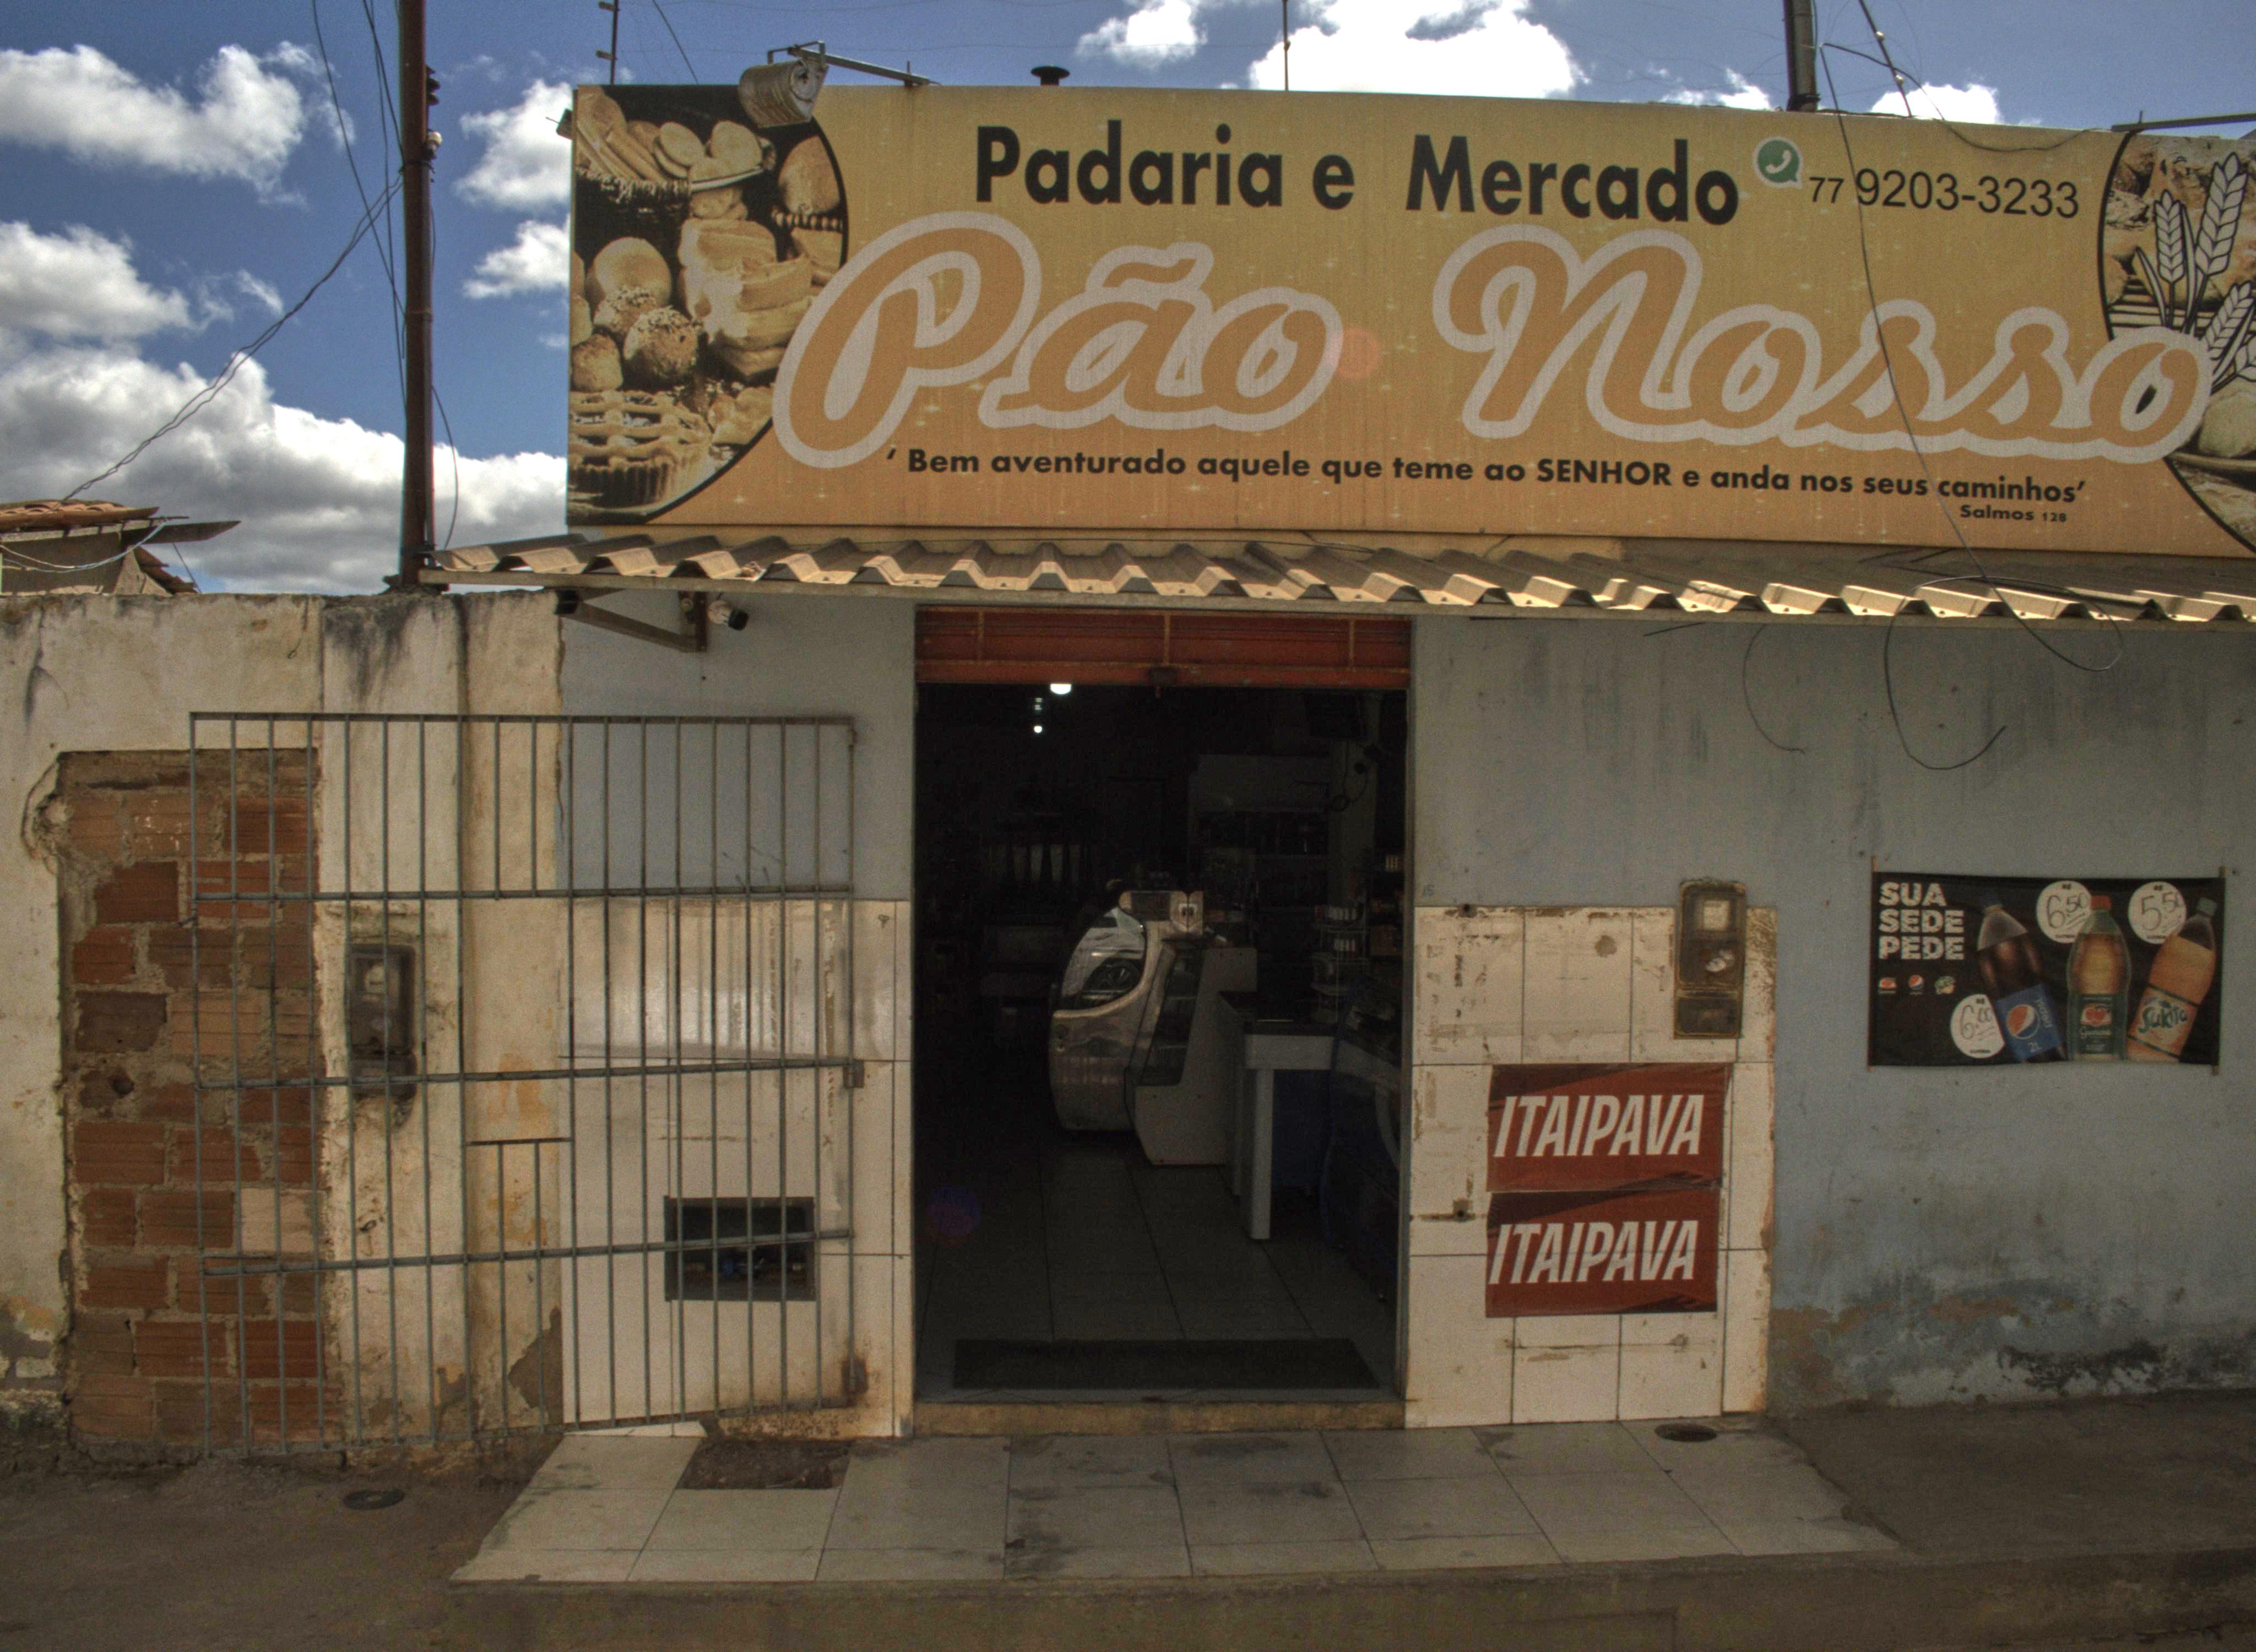 Padaria e Mercado
77 9203-3233
Pão Nosso
‘ Bem aventurado aquele que teme ao SENHOR e anda nos seus caminhos’
Salmos 128
SUA
SEDE
PEDE
6,50
5,50
Sukita
ITAIPAVA
ITAIPAVA